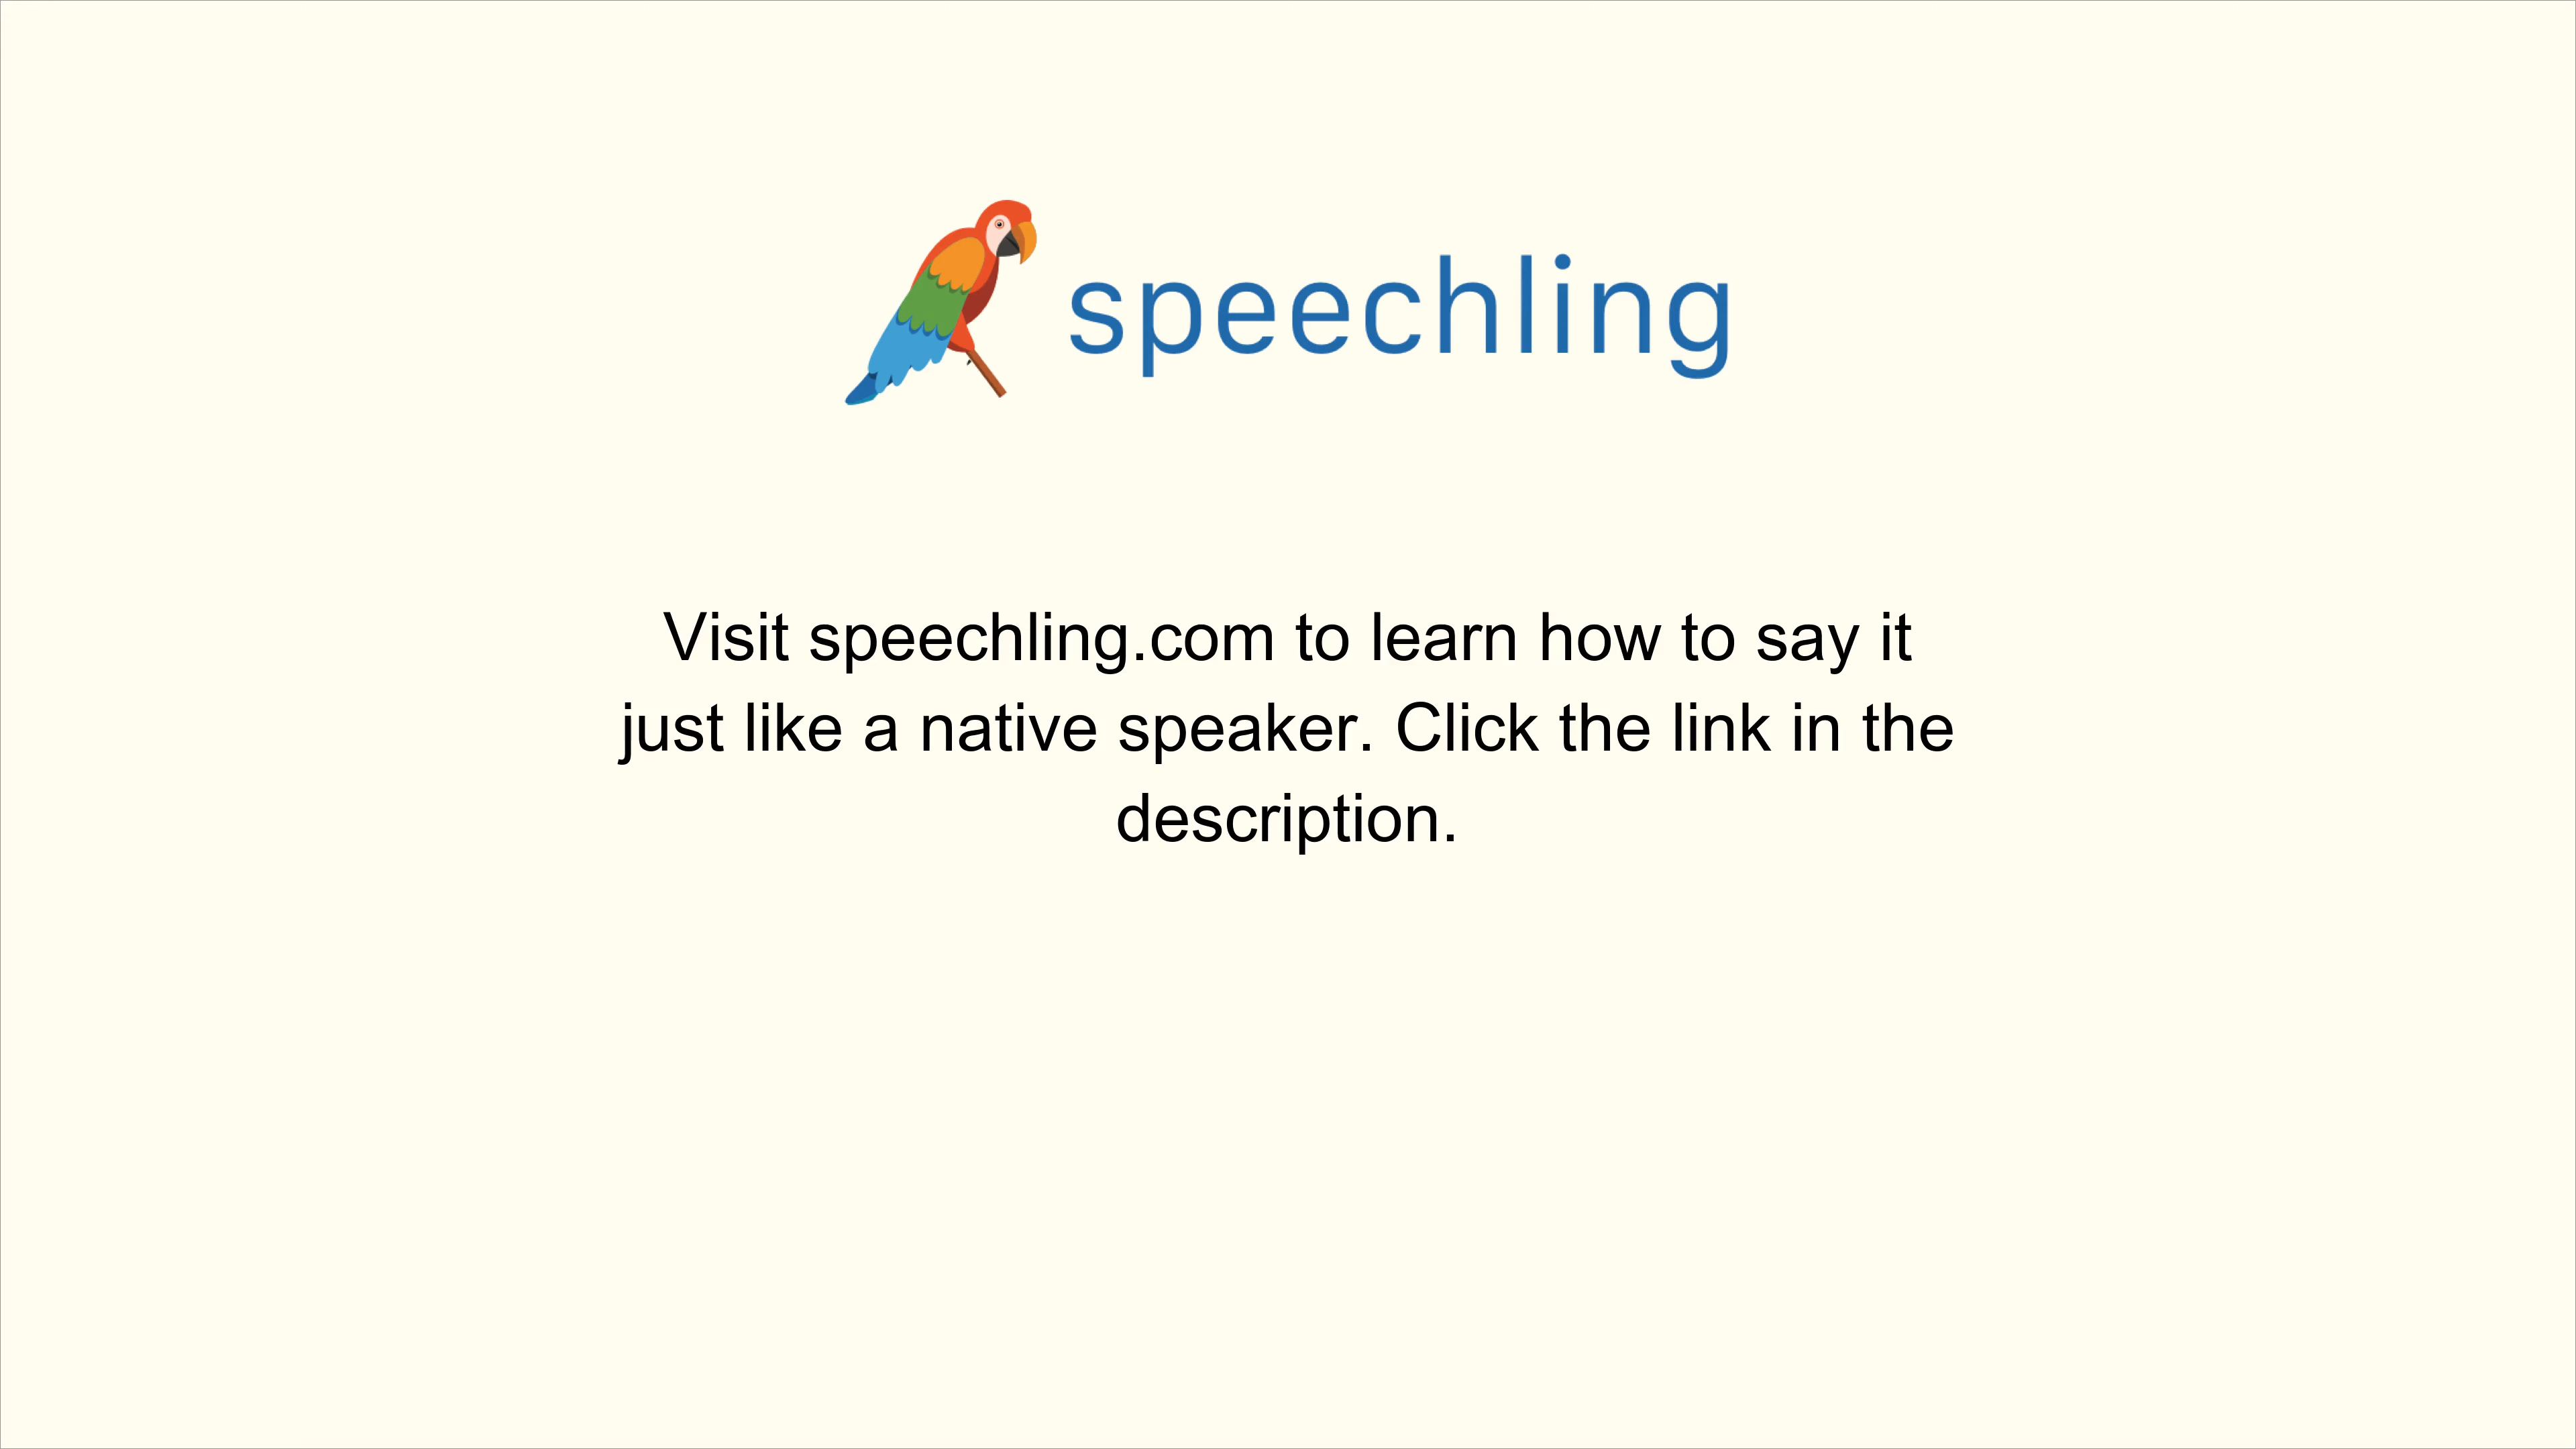 speechling
Visit speechling.com to learn how to say it
just like a native speaker. Click the link in the
description.